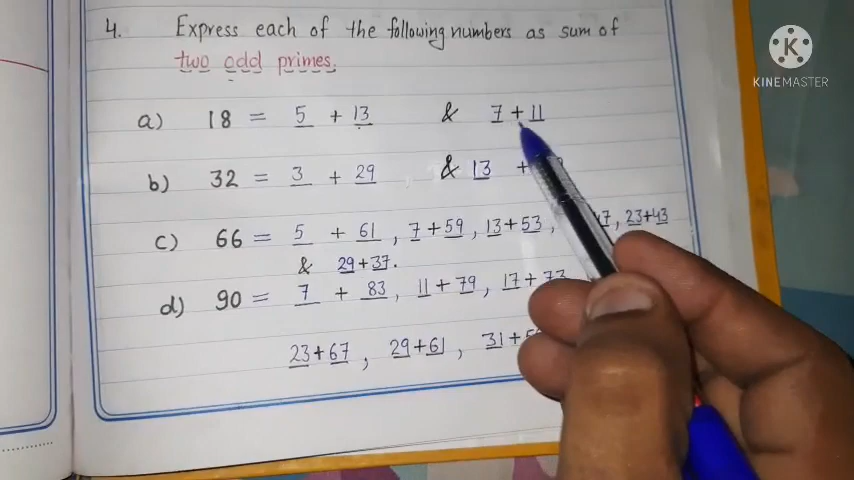 4. Express each of the following numbers as sum of
two odd primes.
a) 18 = 5 + 13 & 7 + 11
b) 32 = 3 + 29 & 13 +
c) 66 = 5 + 61, 7 + 59, 13 + 53, 23 + 43
& 29 + 37.
d) 90 = 7 + 83, 11 + 79, 17 + 73
23 + 67, 29 + 61, 31 +
KINEMASTER